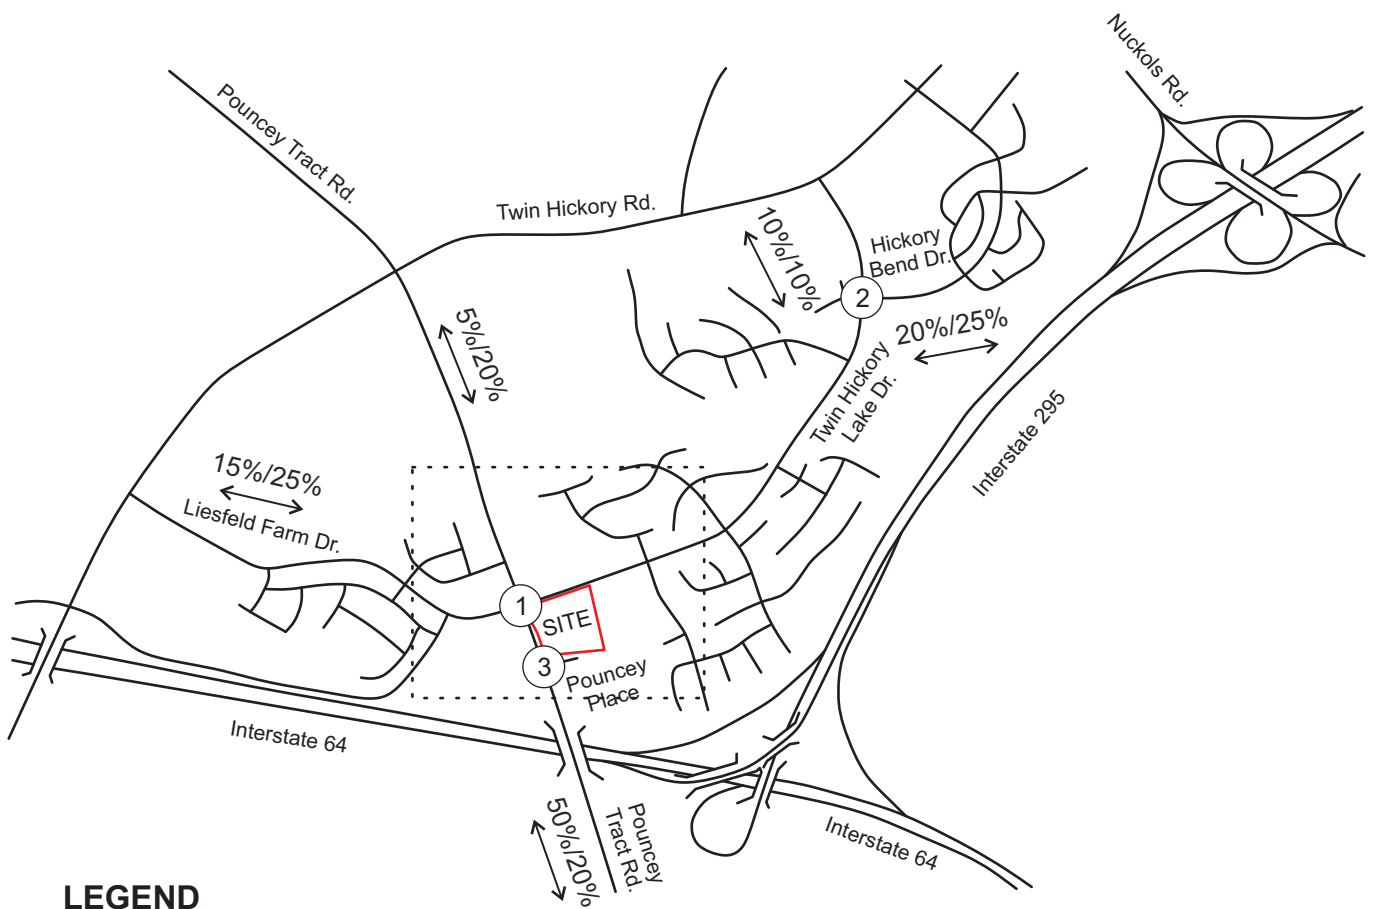 Nuckols Rd.
Pouncey Tract Rd.
Twin Hickory Rd.
10%/10%
Hickory
Bend Dr.
2
20%/25%
5%/20%
Twin Hickory
Lake Dr.
Interstate 295
15%/25%
Liesfeld Farm Dr.
1
SITE
3
Pouncey
Place
Interstate 64
50%/20%
Pouncey
Tract Rd.
Interstate 64
LEGEND